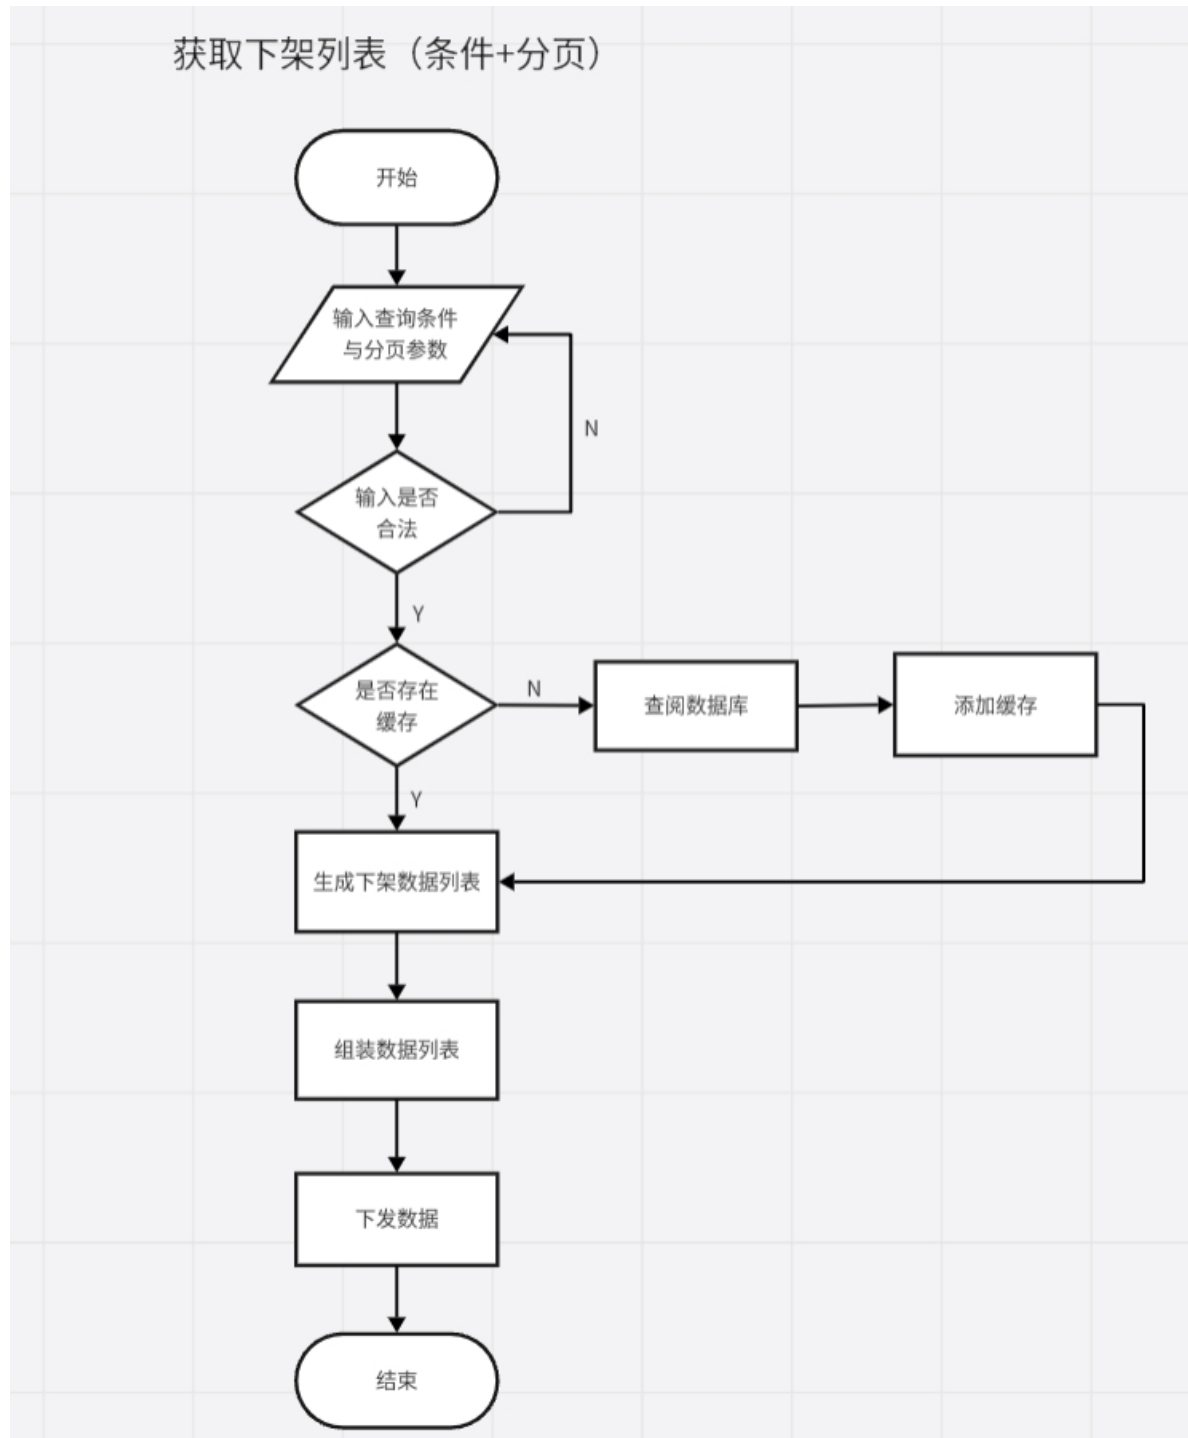 获取下架列表（条件+分页）
开始
输入查询条件
与分页参数
N
输入是否
合法
Y
是否存在
缓存
N
查阅数据库
添加缓存
Y
生成下架数据列表
组装数据列表
下发数据
结束